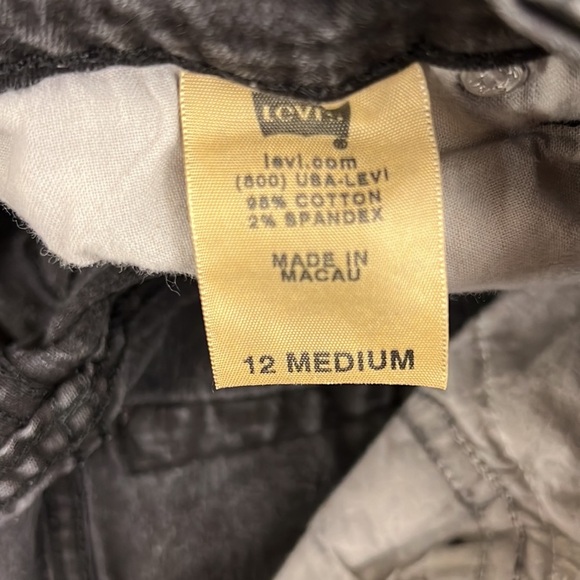 Levi's
®
levi.com
(800) USA-LEVI
98% COTTON
2% SPANDEX
MADE IN
MACAU
12 MEDIUM